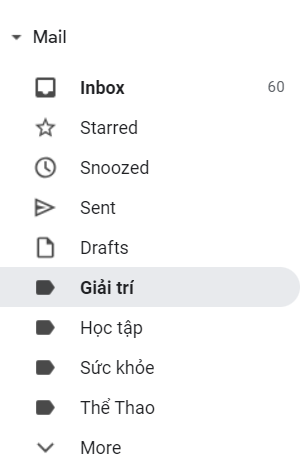 Mail
Inbox 60
Starred
Snoozed
Sent
Drafts
Giải trí
Học tập
Sức khỏe
Thể Thao
More